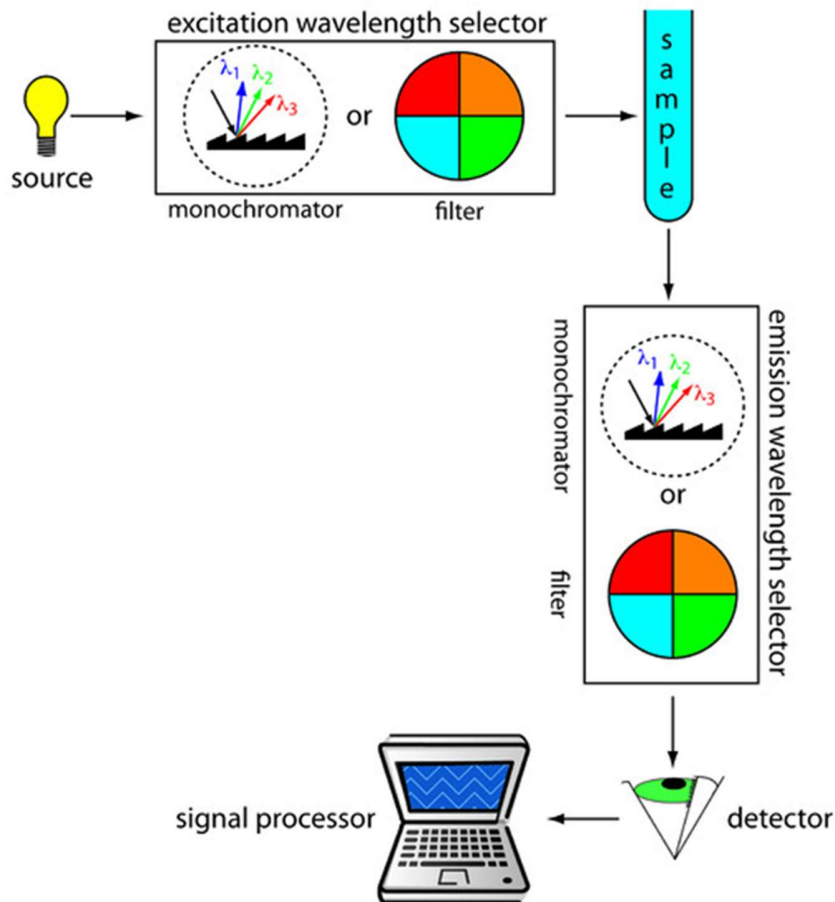 excitation wavelength selector
λ1
λ2
λ3
or
source
monochromator
filter
sample
emission wavelength selector
monochromator
λ1
λ2
λ3
or
filter
signal processor
detector